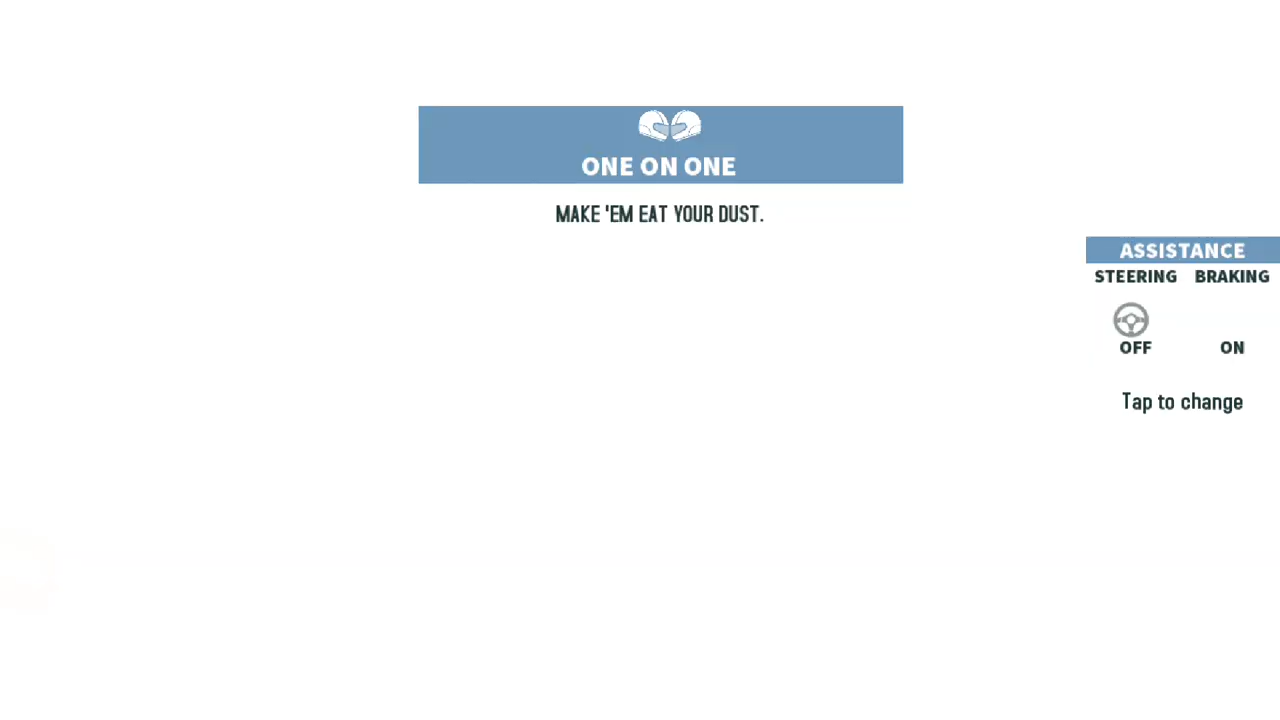 ONE ON ONE
MAKE 'EM EAT YOUR DUST.
ASSISTANCE
STEERING BRAKING
OFF ON
Tap to change